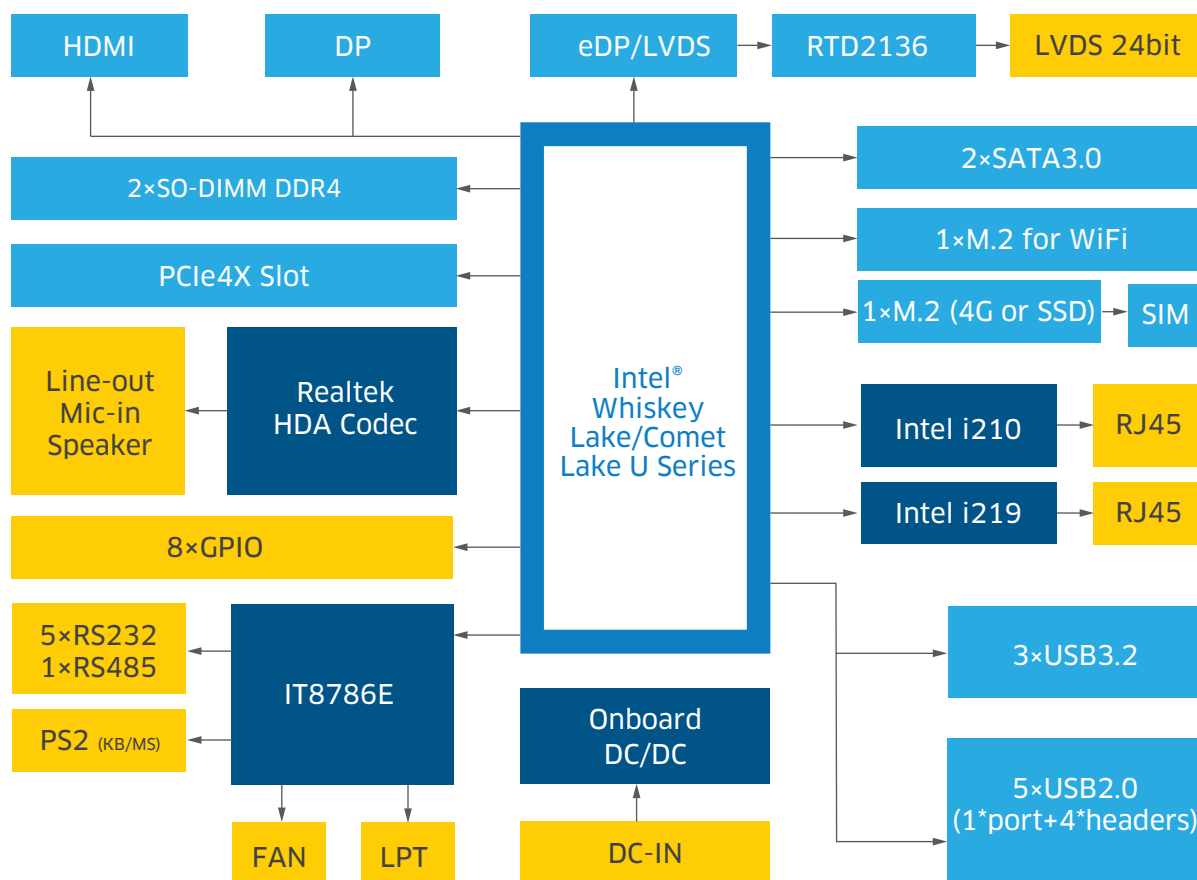 HDMI
DP
eDP/LVDS
RTD2136
LVDS 24bit
2×SO-DIMM DDR4
PCIe4X Slot
Line-out
Mic-in
Speaker
Realtek
HDA Codec
8×GPIO
5×RS232
1×RS485
PS2 (KB/MS)
IT8786E
FAN
LPT
Intel®
Whiskey
Lake/Comet
Lake U Series
Onboard
DC/DC
DC-IN
2×SATA3.0
1×M.2 for WiFi
1×M.2 (4G or SSD)
SIM
Intel i210
RJ45
Intel i219
RJ45
3×USB3.2
5×USB2.0
(1*port+4*headers)